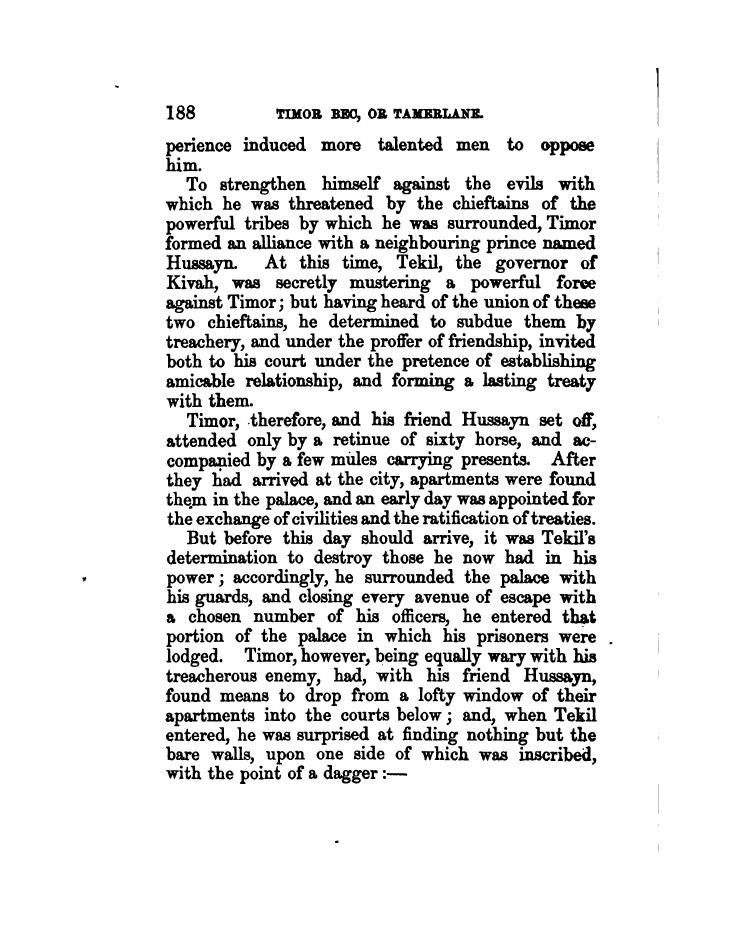 188 TIMOR BEC, OR TAMERLANE.
perience induced more talented men to oppose
him.
To strengthen himself against the evils with
which he was threatened by the chieftains of the
powerful tribes by which he was surrounded, Timor
formed an alliance with a neighbouring prince named
Hussayn. At this time, Tekil, the governor of
Kivah, was secretly mustering a powerful force
against Timor; but having heard of the union of these
two chieftains, he determined to subdue them by
treachery, and under the proffer of friendship, invited
both to his court under the pretence of establishing
amicable relationship, and forming a lasting treaty
with them.
Timor, therefore, and his friend Hussayn set off,
attended only by a retinue of sixty horse, and ac-
companied by a few mules carrying presents. After
they had arrived at the city, apartments were found
them in the palace, and an early day was appointed for
the exchange of civilities and the ratification of treaties.
But before this day should arrive, it was Tekil's
determination to destroy those he now had in his
power; accordingly, he surrounded the palace with
his guards, and closing every avenue of escape with
a chosen number of his officers, he entered that
portion of the palace in which his prisoners were
lodged. Timor, however, being equally wary with his
treacherous enemy, had, with his friend Hussayn,
found means to drop from a lofty window of their
apartments into the courts below; and, when Tekil
entered, he was surprised at finding nothing but the
bare walls, upon one side of which was inscribed,
with the point of a dagger:—